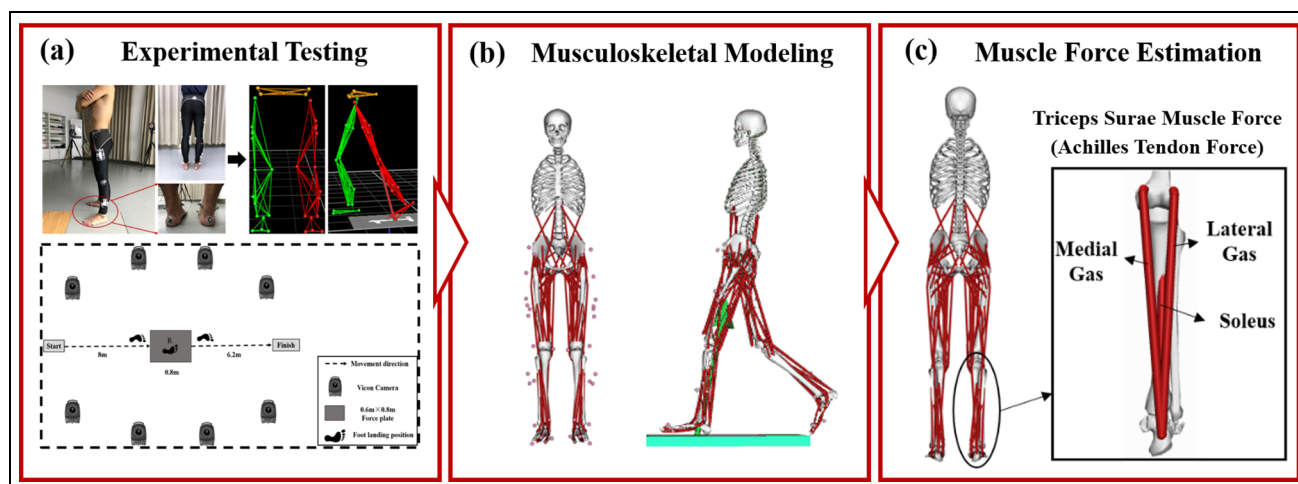 (a) Experimental Testing
Start
8m
R
0.8m
6.2m
Finish
Movement direction
Vicon Camera
0.6m×0.8m
Force plate
Foot landing position
(b) Musculoskeletal Modeling
(c) Muscle Force Estimation
Triceps Surae Muscle Force
(Achilles Tendon Force)
Medial
Gas
Lateral
Gas
Soleus